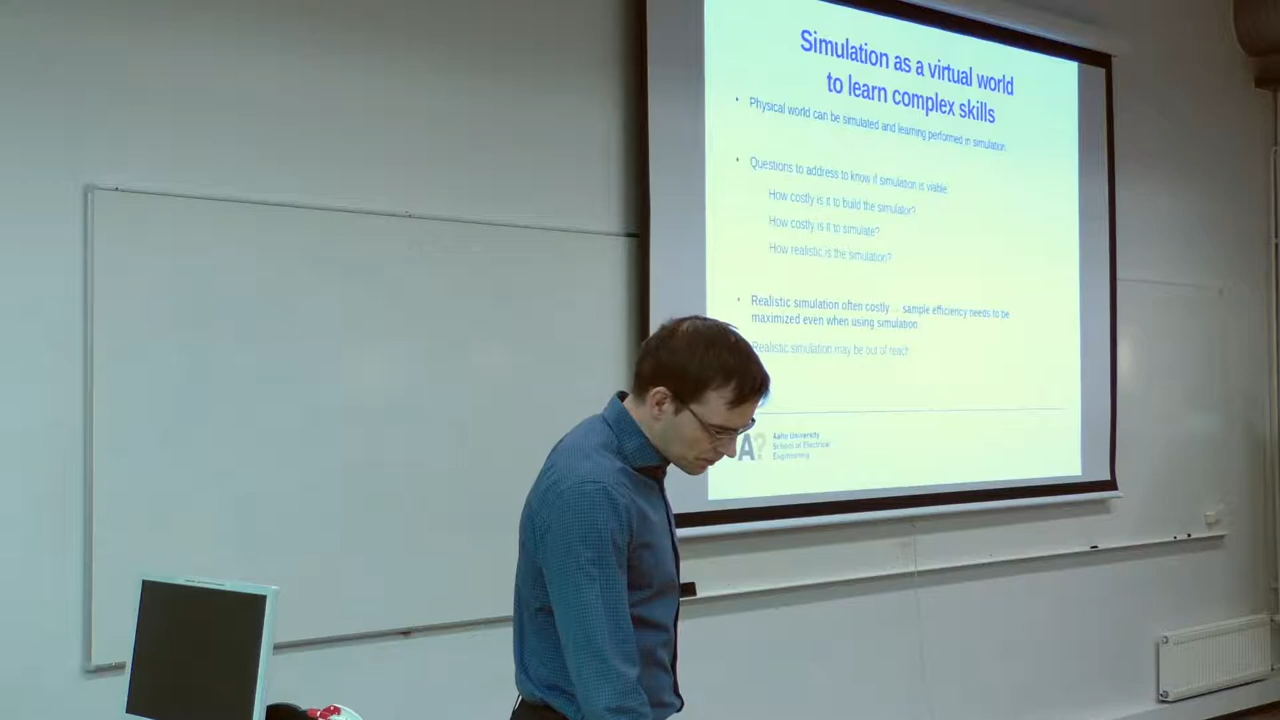 Simulation as a virtual world
to learn complex skills
• Physical world can be simulated and learning performed in simulation
• Questions to address to know if simulation is viable
How costly is it to build the simulator?
How costly is it to simulate?
How realistic is the simulation?
• Realistic simulation often costly → sample efficiency needs to be
maximized even when using simulation
Realistic simulation may be out of reach
A?
Aalto University
School of Electrical
Engineering